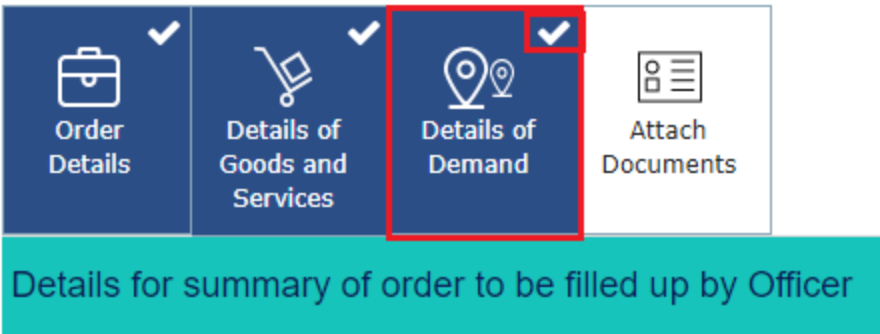 Order
Details
Details of
Goods and
Services
Details of
Demand
Attach
Documents
Details for summary of order to be filled up by Officer